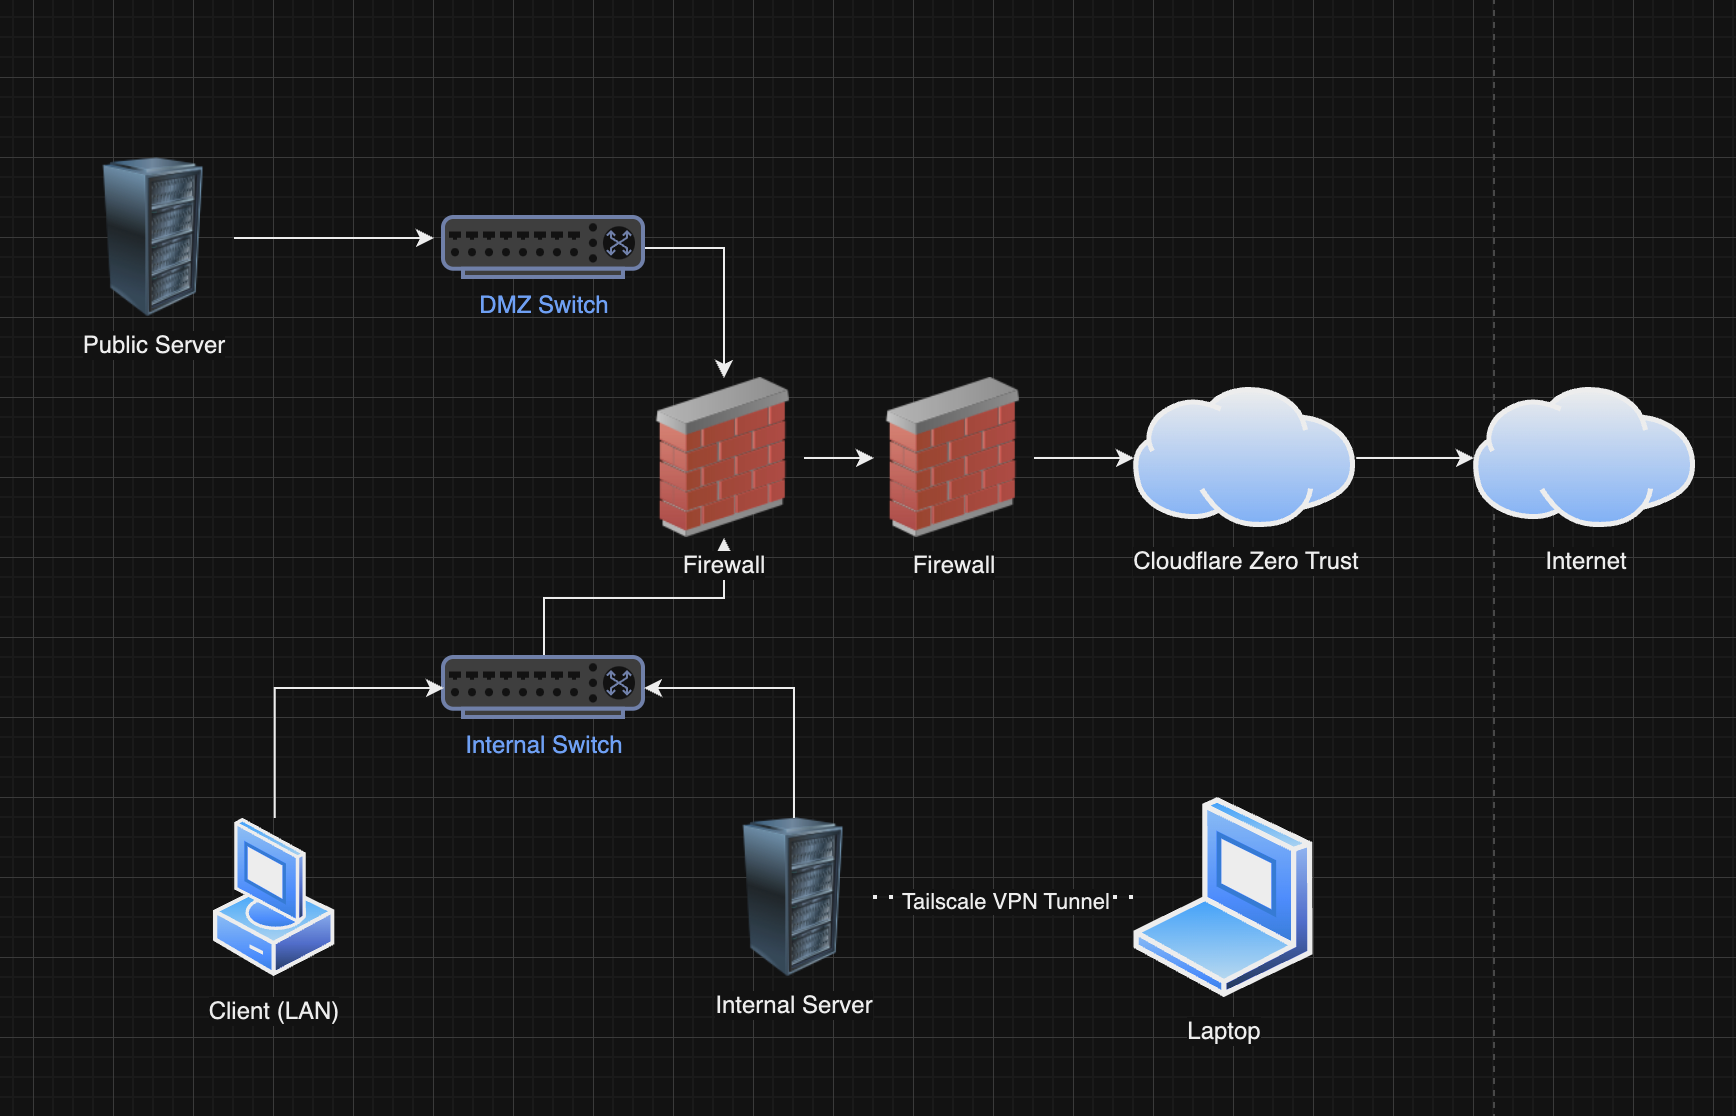 DMZ Switch
Public Server
Firewall
Firewall
Cloudflare Zero Trust
Internet
Internal Switch
Tailscale VPN Tunnel
Client (LAN)
Internal Server
Laptop